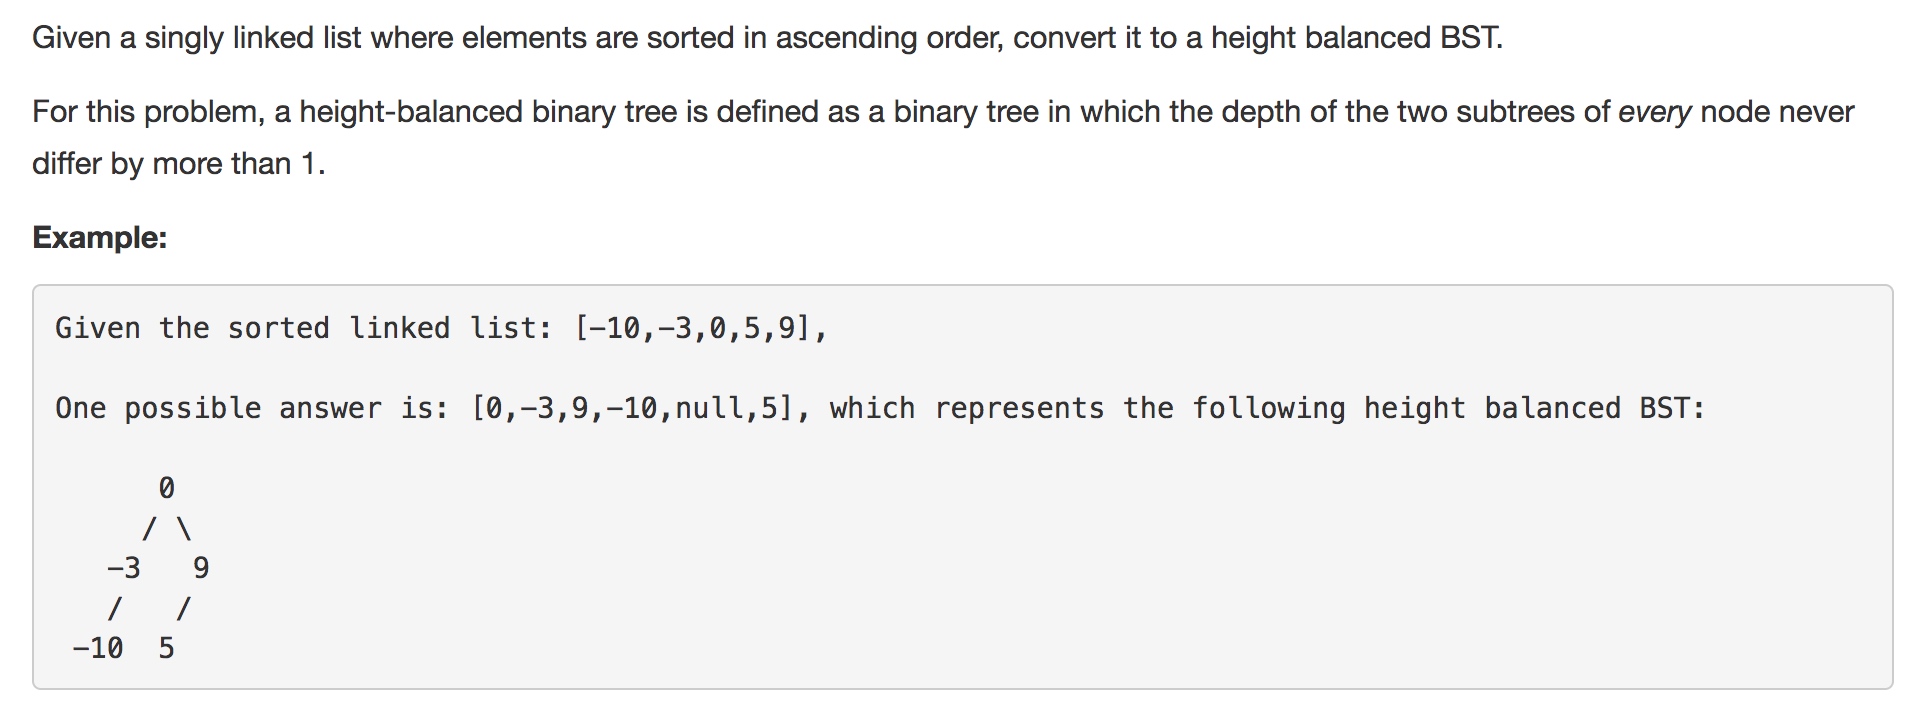 Given a singly linked list where elements are sorted in ascending order, convert it to a height balanced BST.
For this problem, a height-balanced binary tree is defined as a binary tree in which the depth of the two subtrees of every node never
differ by more than 1.
Example:
Given the sorted linked list: [-10,-3,0,5,9],
One possible answer is: [0,-3,9,-10,null,5], which represents the following height balanced BST:
      0
     / \
   -3   9
   /   /
 -10  5